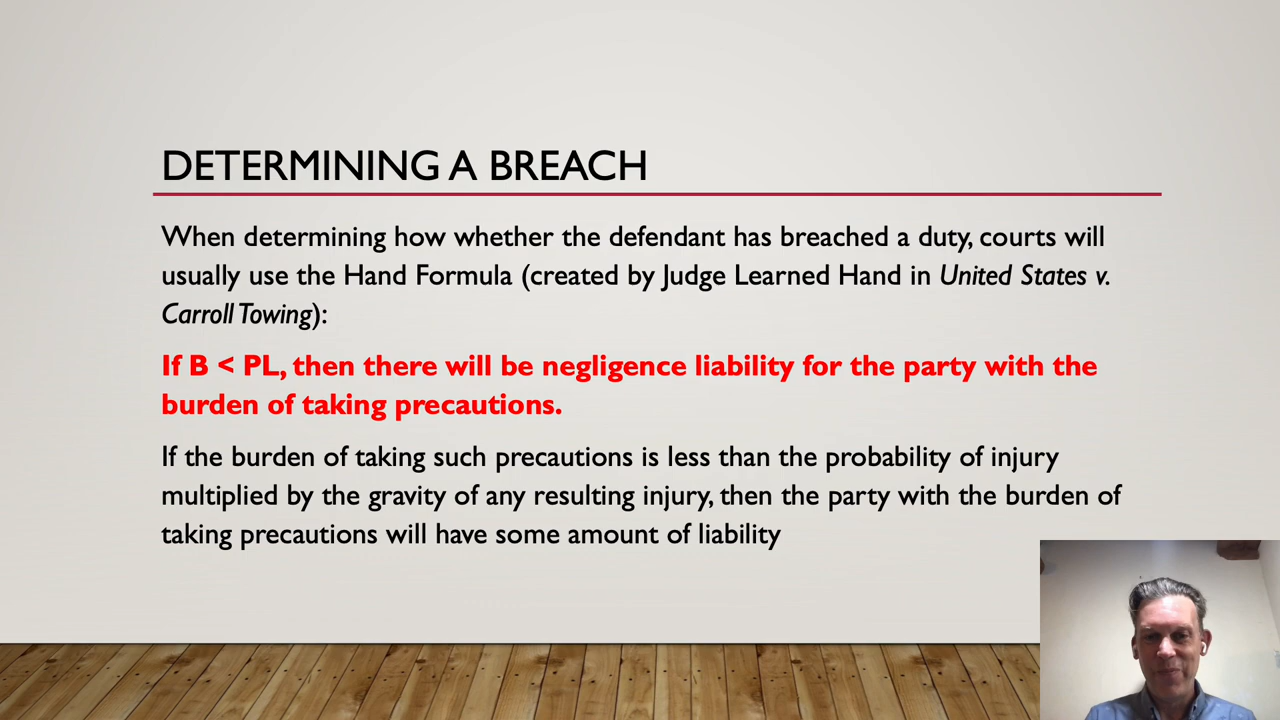 DETERMINING A BREACH
When determining how whether the defendant has breached a duty, courts will
usually use the Hand Formula (created by Judge Learned Hand in United States v.
Carroll Towing):
If B < PL, then there will be negligence liability for the party with the
burden of taking precautions.
If the burden of taking such precautions is less than the probability of injury
multiplied by the gravity of any resulting injury, then the party with the burden of
taking precautions will have some amount of liability